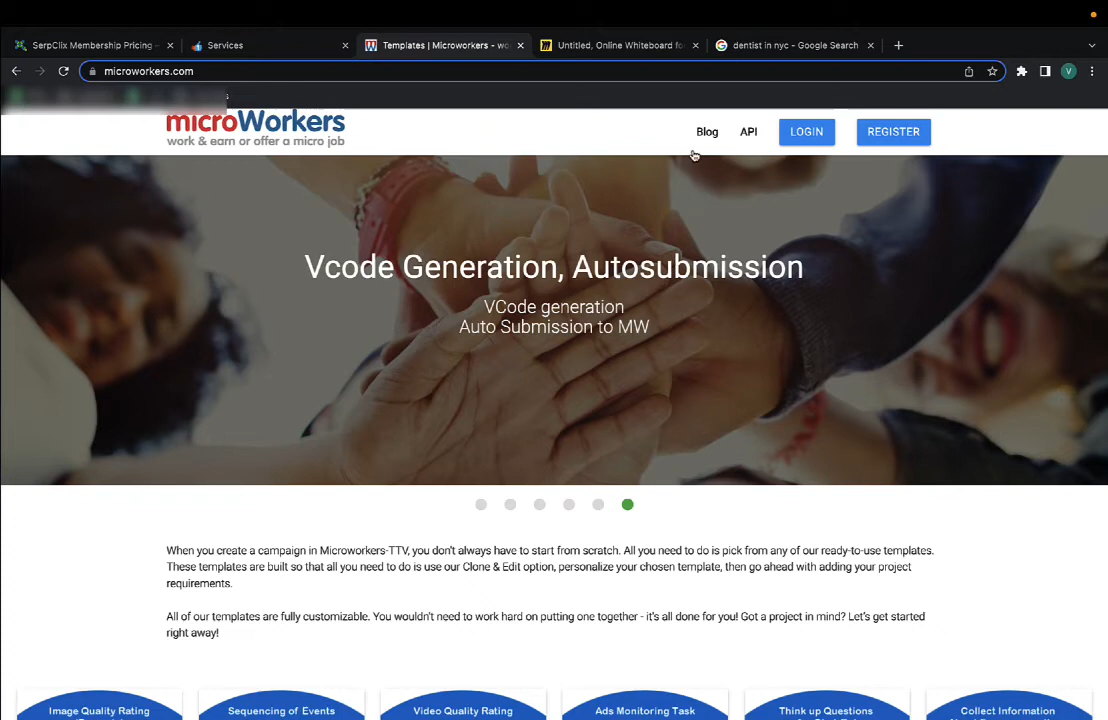 SerpClix Membership Pricing -
Services
Templates | Microworkers - wo
Untitled, Online Whiteboard fo
dentist in nyc - Google Search
microworkers.com
V
microWorkers
work & earn or offer a micro job
Blog
API
LOGIN
REGISTER
Vcode Generation, Autosubmission
VCode generation
Auto Submission to MW
When you create a campaign in Microworkers-TTV, you don't always have to start from scratch. All you need to do is pick from any of our ready-to-use templates.
These templates are built so that all you need to do is use our Clone & Edit option, personalize your chosen template, then go ahead with adding your project
requirements.
All of our templates are fully customizable. You wouldn't need to work hard on putting one together - it's all done for you! Got a project in mind? Let's get started
right away!
Image Quality Rating
Sequencing of Events
Video Quality Rating
Ads Monitoring Task
Think up Questions
Collect Information